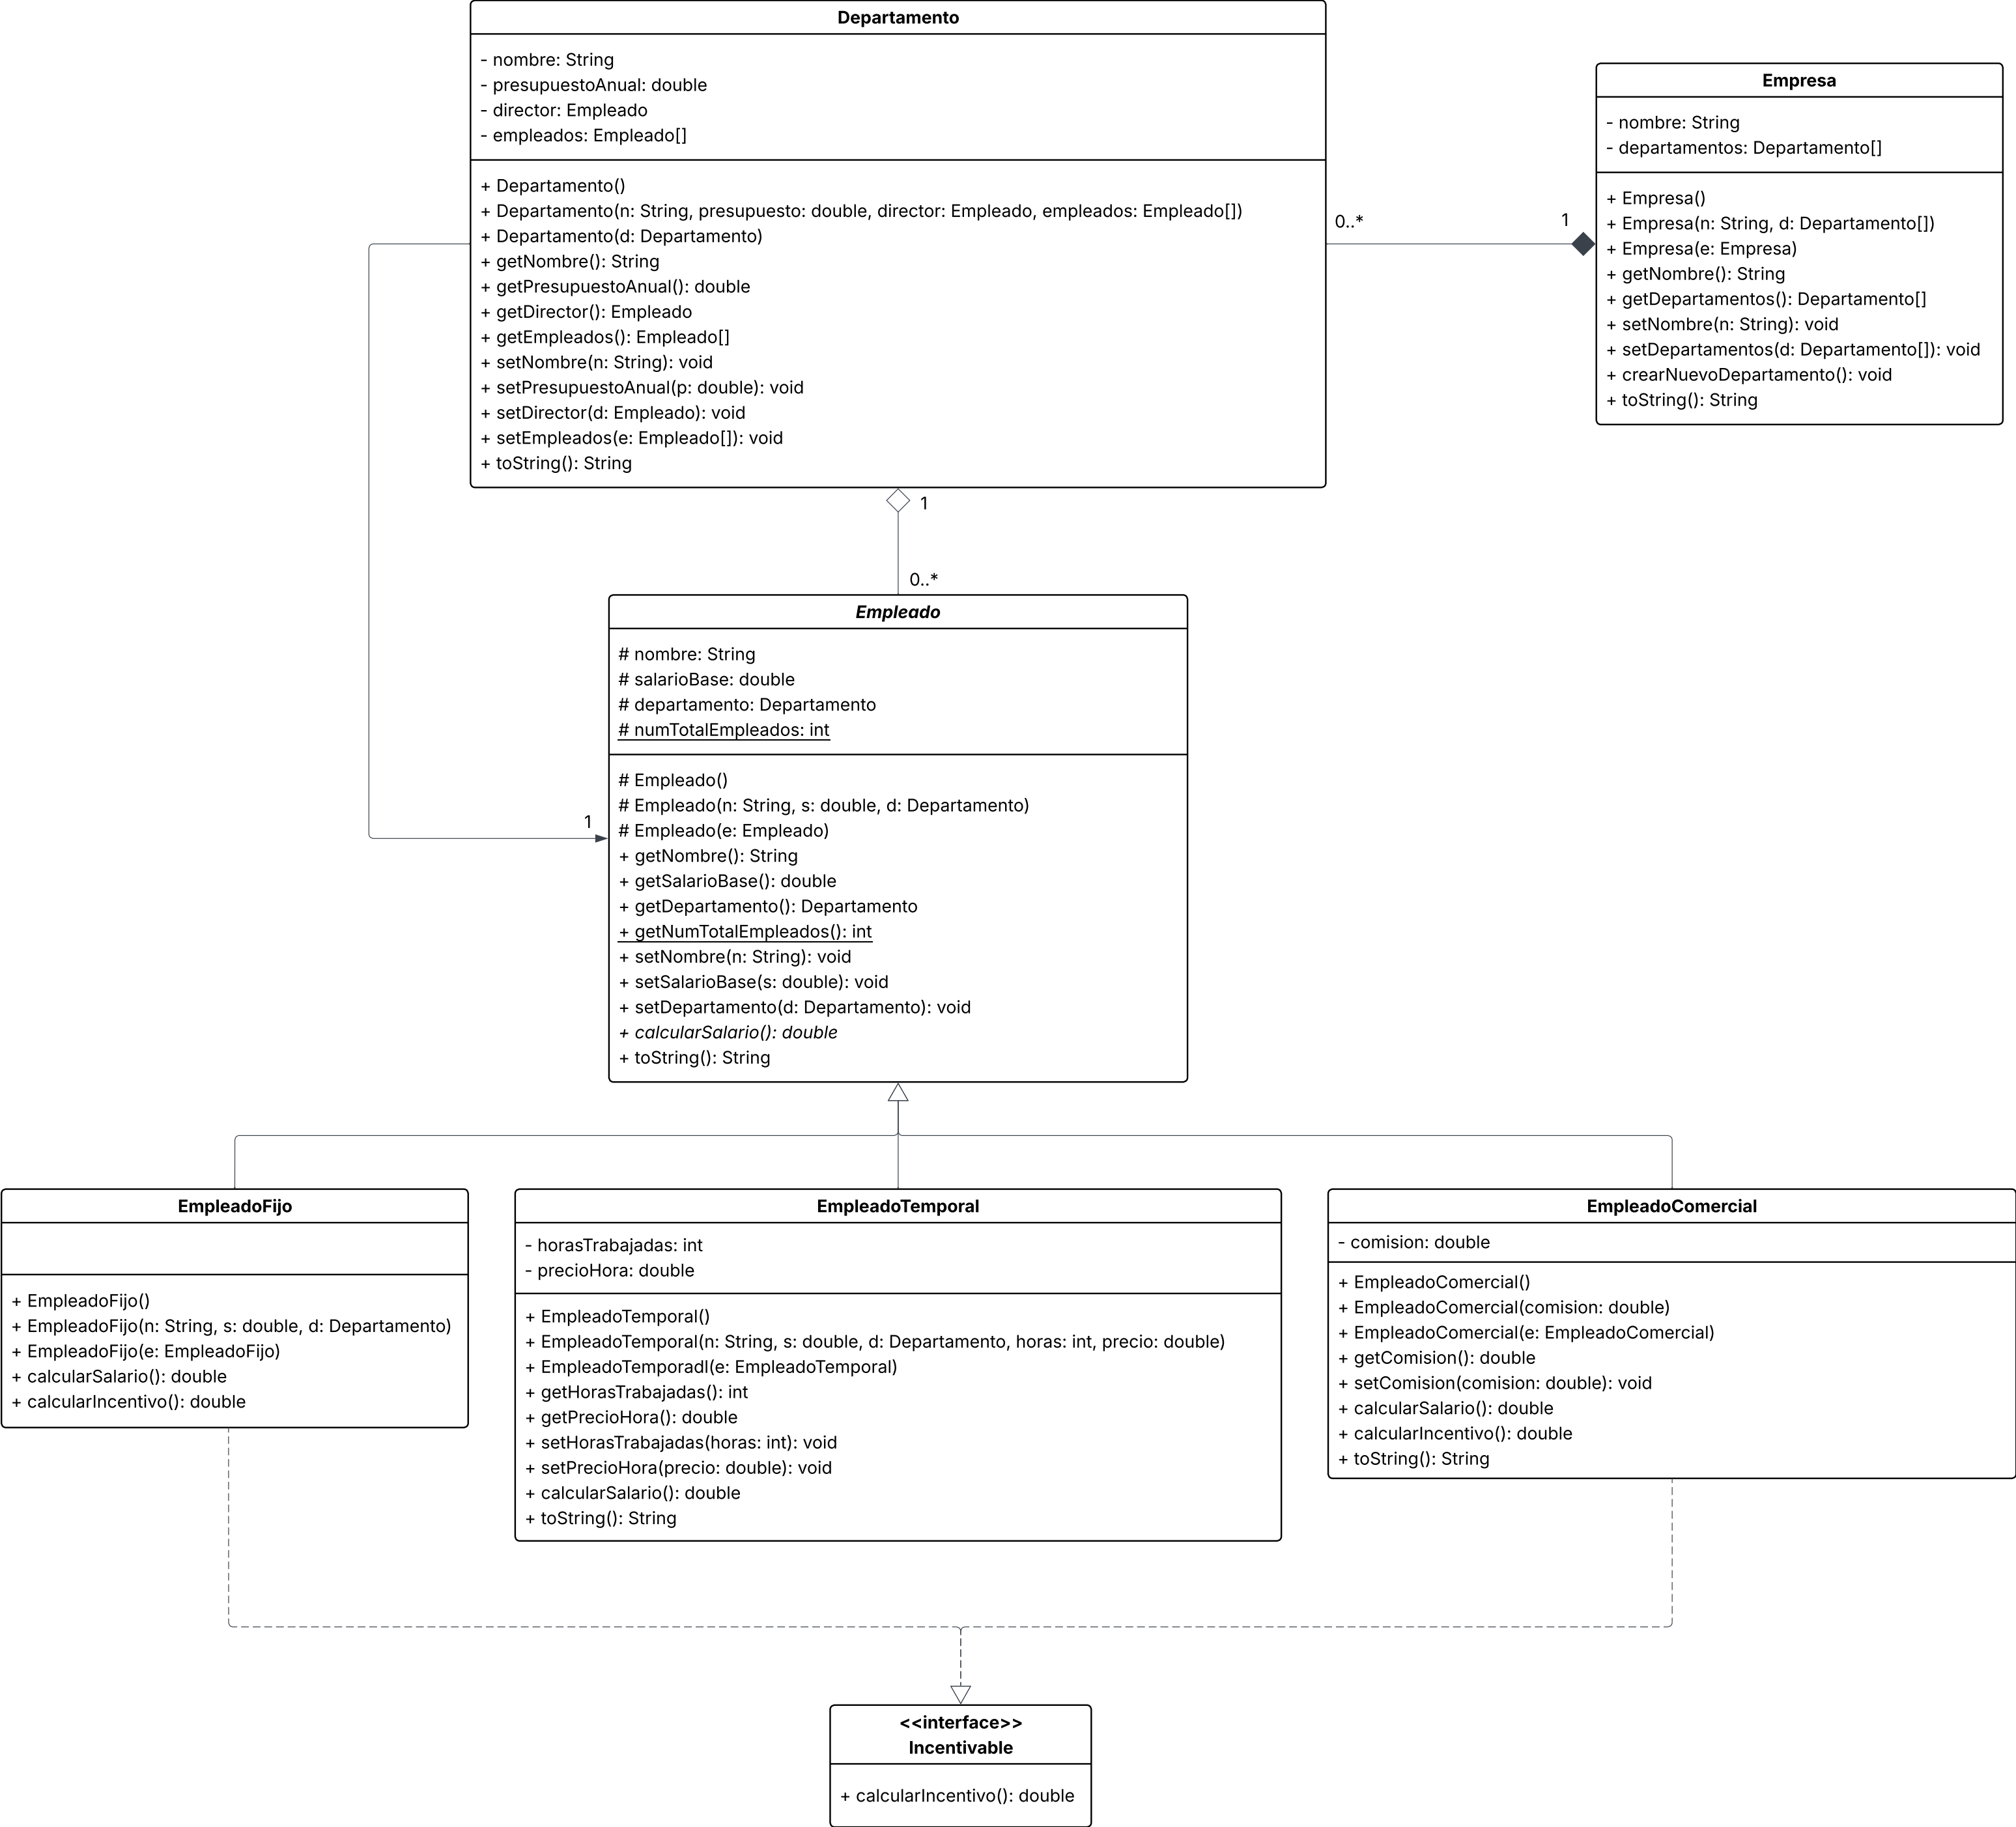 Departamento
- nombre: String
- presupuestoAnual: double
- director: Empleado
- empleados: Empleado[]
+ Departamento()
+ Departamento(n: String, presupuesto: double, director: Empleado, empleados: Empleado[])
+ Departamento(d: Departamento)
+ getNombre(): String
+ getPresupuestoAnual(): double
+ getDirector(): Empleado
+ getEmpleados(): Empleado[]
+ setNombre(n: String): void
+ setPresupuestoAnual(p: double): void
+ setDirector(d: Empleado): void
+ setEmpleados(e: Empleado[]): void
+ toString(): String
0..*
1
Empresa
- nombre: String
- departamentos: Departamento[]
+ Empresa()
+ Empresa(n: String, d: Departamento[])
+ Empresa(e: Empresa)
+ getNombre(): String
+ getDepartamentos(): Departamento[]
+ setNombre(n: String): void
+ setDepartamentos(d: Departamento[]): void
+ crearNuevoDepartamento(): void
+ toString(): String
1
0..*
1
Empleado
# nombre: String
# salarioBase: double
# departamento: Departamento
# numTotalEmpleados: int
# Empleado()
# Empleado(n: String, s: double, d: Departamento)
# Empleado(e: Empleado)
+ getNombre(): String
+ getSalarioBase(): double
+ getDepartamento(): Departamento
+ getNumTotalEmpleados(): int
+ setNombre(n: String): void
+ setSalarioBase(s: double): void
+ setDepartamento(d: Departamento): void
+ calcularSalario(): double
+ toString(): String
EmpleadoFijo
+ EmpleadoFijo()
+ EmpleadoFijo(n: String, s: double, d: Departamento)
+ EmpleadoFijo(e: EmpleadoFijo)
+ calcularSalario(): double
+ calcularIncentivo(): double
EmpleadoTemporal
- horasTrabajadas: int
- precioHora: double
+ EmpleadoTemporal()
+ EmpleadoTemporal(n: String, s: double, d: Departamento, horas: int, precio: double)
+ EmpleadoTemporadl(e: EmpleadoTemporal)
+ getHorasTrabajadas(): int
+ getPrecioHora(): double
+ setHorasTrabajadas(horas: int): void
+ setPrecioHora(precio: double): void
+ calcularSalario(): double
+ toString(): String
EmpleadoComercial
- comision: double
+ EmpleadoComercial()
+ EmpleadoComercial(comision: double)
+ EmpleadoComercial(e: EmpleadoComercial)
+ getComision(): double
+ setComision(comision: double): void
+ calcularSalario(): double
+ calcularIncentivo(): double
+ toString(): String
<<interface>>
Incentivable
+ calcularIncentivo(): double